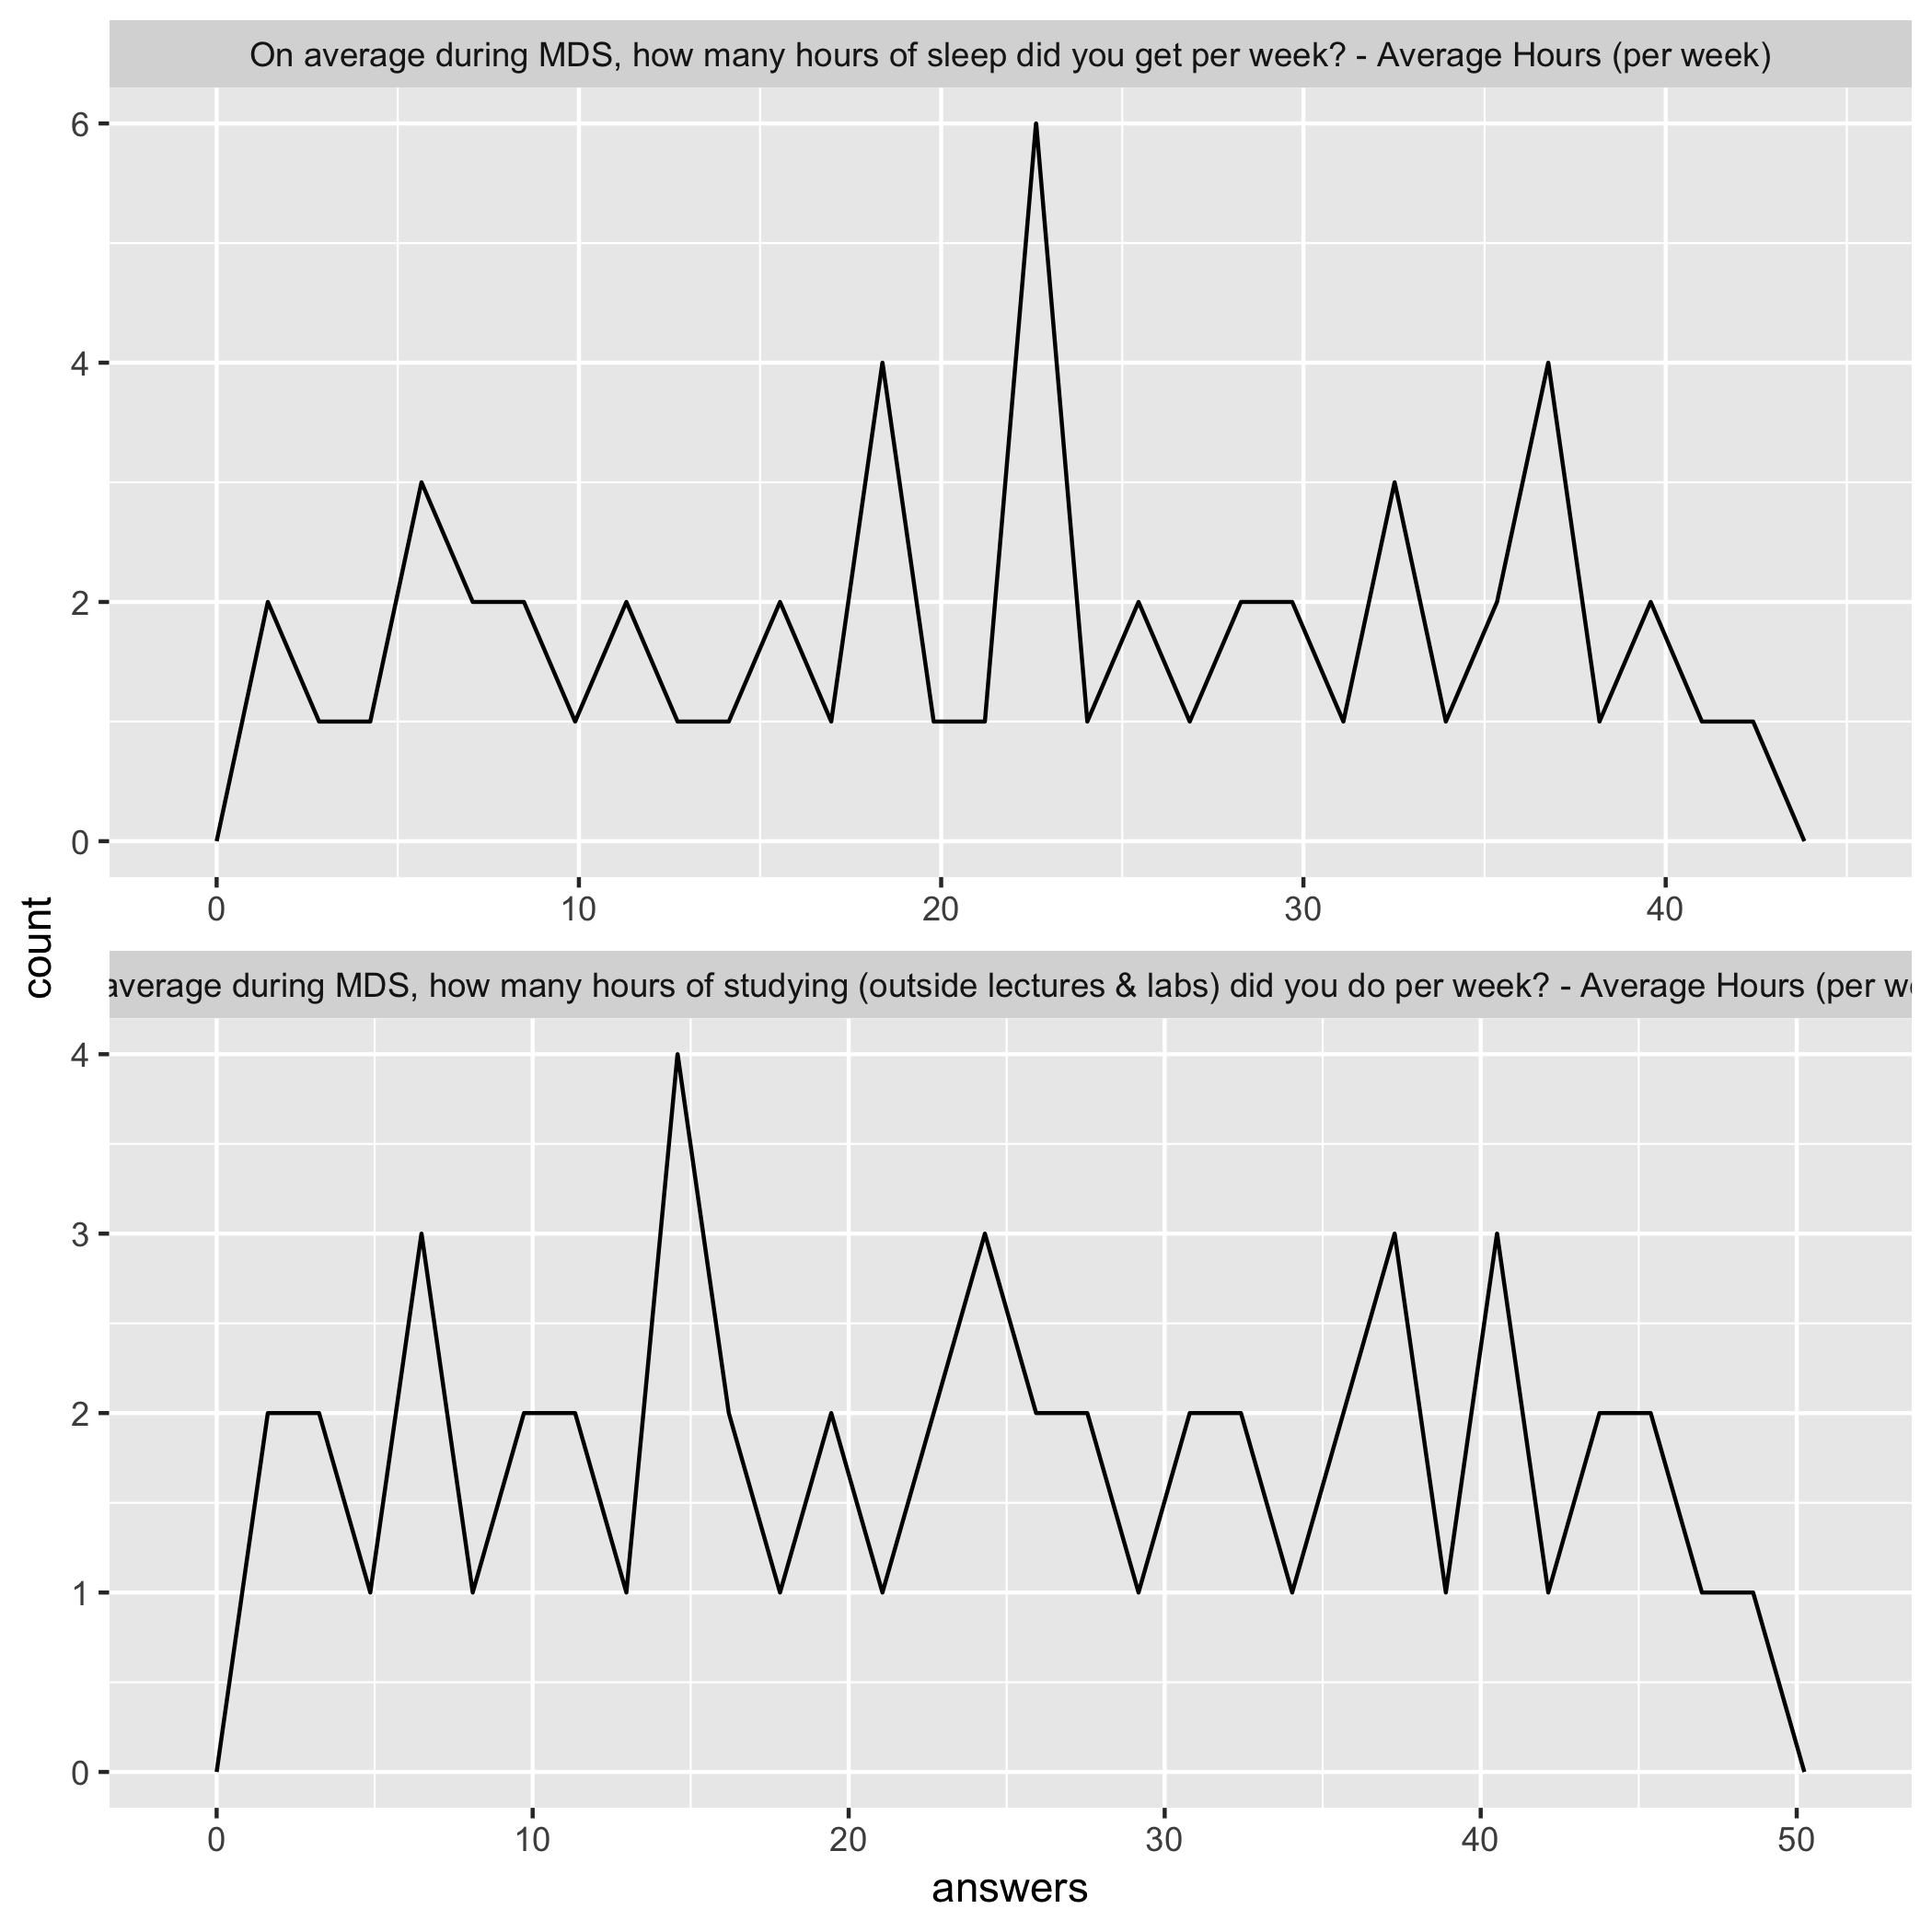 On average during MDS, how many hours of sleep did you get per week? - Average Hours (per week)
6
4
2
0
0 10 20 30 40
count
average during MDS, how many hours of studying (outside lectures & labs) did you do per week? - Average Hours (per
4
3
2
1
0
0 10 20 30 40 50
answers